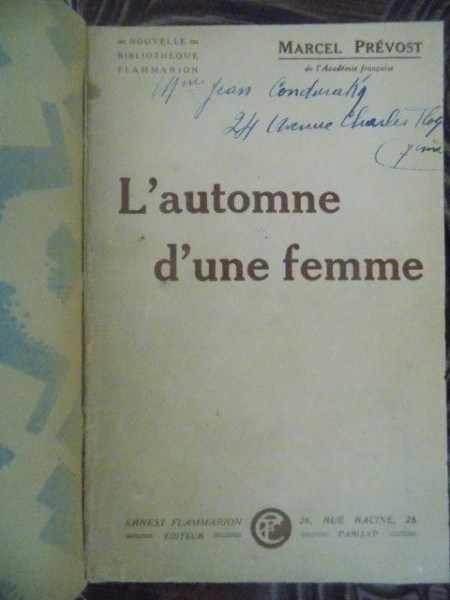 NOUVELLE
BIBLIOTHÈQUE
FLAMMARION
MARCEL PRÉVOST
de l'Académie française
Mme Jean
24 Avenue Charles
L'automne
d'une femme
ERNEST FLAMMARION
ÉDITEUR
26, RUE RACINE, 26
PARIS